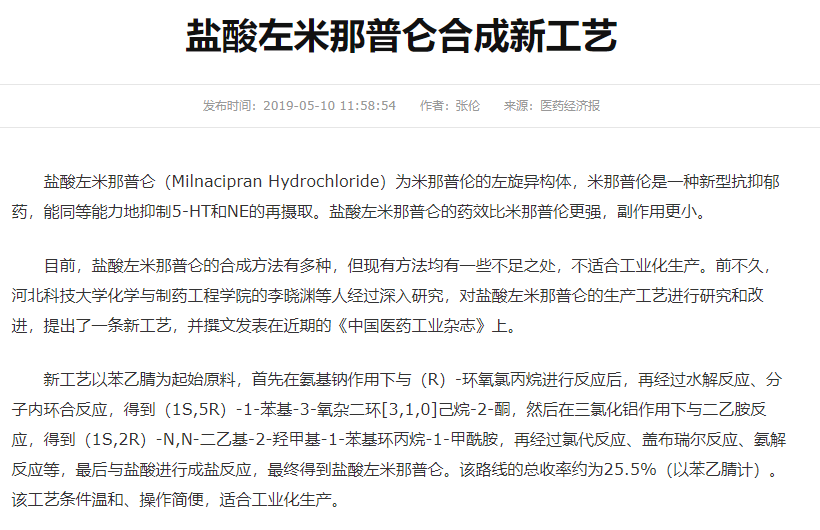 盐酸左米那普仑合成新工艺
发布时间：2019-05-10 11:58:54 作者：张伦 来源：医药经济报
盐酸左米那普仑（Milnacipran Hydrochloride）为米那普伦的左旋异构体，米那普伦是一种新型抗抑郁
药，能同等能力地抑制5-HT和NE的再摄取。盐酸左米那普仑的药效比米那普伦更强，副作用更小。
目前，盐酸左米那普仑的合成方法有多种，但现有方法均有一些不足之处，不适合工业化生产。前不久，
河北科技大学化学与制药工程学院的李晓渊等人经过深入研究，对盐酸左米那普仑的生产工艺进行研究和改
进，提出了一条新工艺，并撰文发表在近期的《中国医药工业杂志》上。
新工艺以苯乙腈为起始原料，首先在氨基钠作用下与（R）-环氧氯丙烷进行反应后，再经过水解反应、分
子内环合反应，得到（1S,5R）-1-苯基-3-氧杂二环[3,1,0]己烷-2-酮，然后在三氯化铝作用下与二乙胺反
应，得到（1S,2R）-N,N-二乙基-2-羟甲基-1-苯基环丙烷-1-甲酰胺，再经过氯代反应、盖布瑞尔反应、氨解
反应等，最后与盐酸进行成盐反应，最终得到盐酸左米那普仑。该路线的总收率约为25.5%（以苯乙腈计）。
该工艺条件温和、操作简便，适合工业化生产。